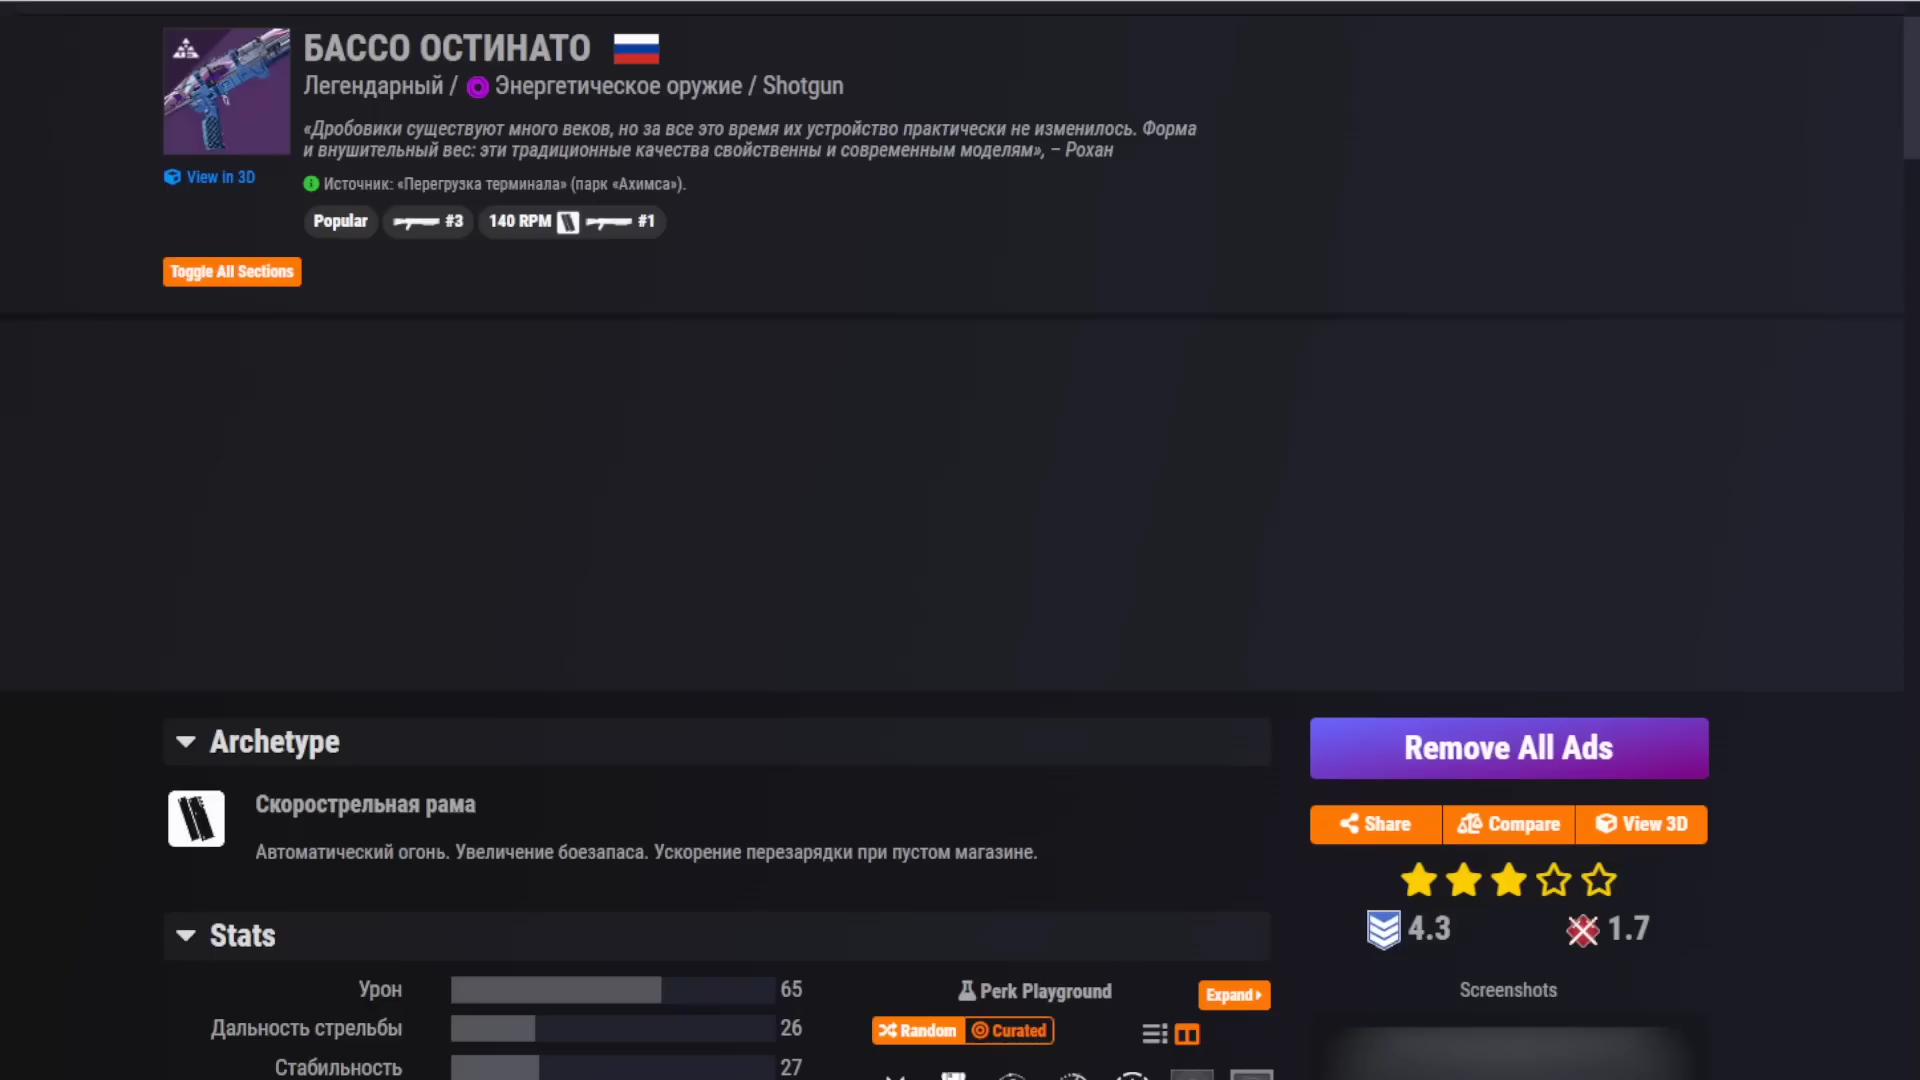 БАССО ОСТИНАТО
Легендарный / Энергетическое оружие / Shotgun
«Дробовики существуют много веков, но за все это время их устройство практически не изменилось. Форма
и внушительный вес: эти традиционные качества свойственны и современным моделям», – Рохан
View in 3D
Источник: «Перегрузка терминала» (парк «Ахимса»).
Popular #3 140 RPM #1
Toggle All Sections
Archetype
Скорострельная рама
Автоматический огонь. Увеличение боезапаса. Ускорение перезарядки при пустом магазине.
Remove All Ads
Share Compare View 3D
4.3 1.7
Screenshots
Stats
Урон 65
Дальность стрельбы 26
Стабильность 27
Perk Playground Expand
Random Curated